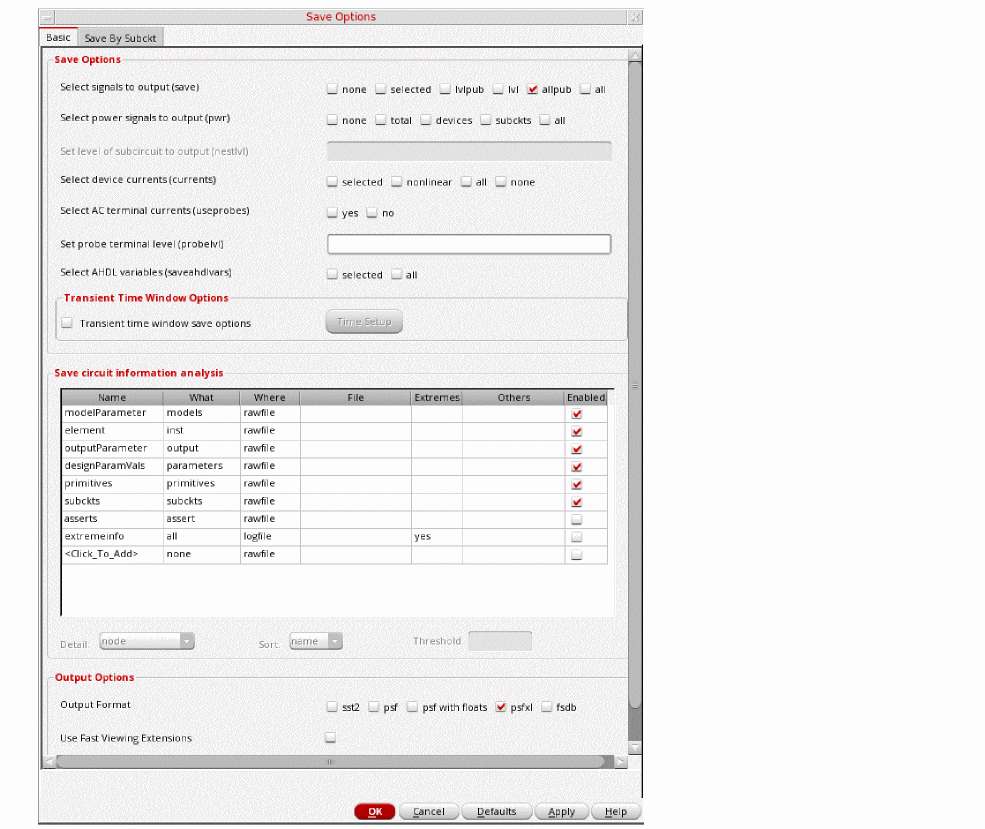 Save Options
Basic Save By Subckt
Save Options
Select signals to output (save) none selected lvlpub lvl allpub all
Select power signals to output (pwr) none total devices subckts all
Set level of subcircuit to output (nestlvl)
Select device currents (currents) selected nonlinear all none
Select AC terminal currents (useprobes) yes no
Set probe terminal level (probelvl)
Select AHDL variables (saveahdlvars) selected all
Transient Time Window Options
Transient time window save options Time Setup
Save circuit information analysis
Name What Where File Extremes Others Enabled
modelParameter models rawfile
element inst rawfile
outputParameter output rawfile
designParamVals parameters rawfile
primitives primitives rawfile
subckts subckts rawfile
asserts assert rawfile
extremeinfo all logfile yes
<Click_To_Add> none rawfile
Detail: node Sort: name Threshold
Output Options
Output Format sst2 psf psf with floats psfxl fsdb
Use Fast Viewing Extensions
OK Cancel Defaults Apply Help